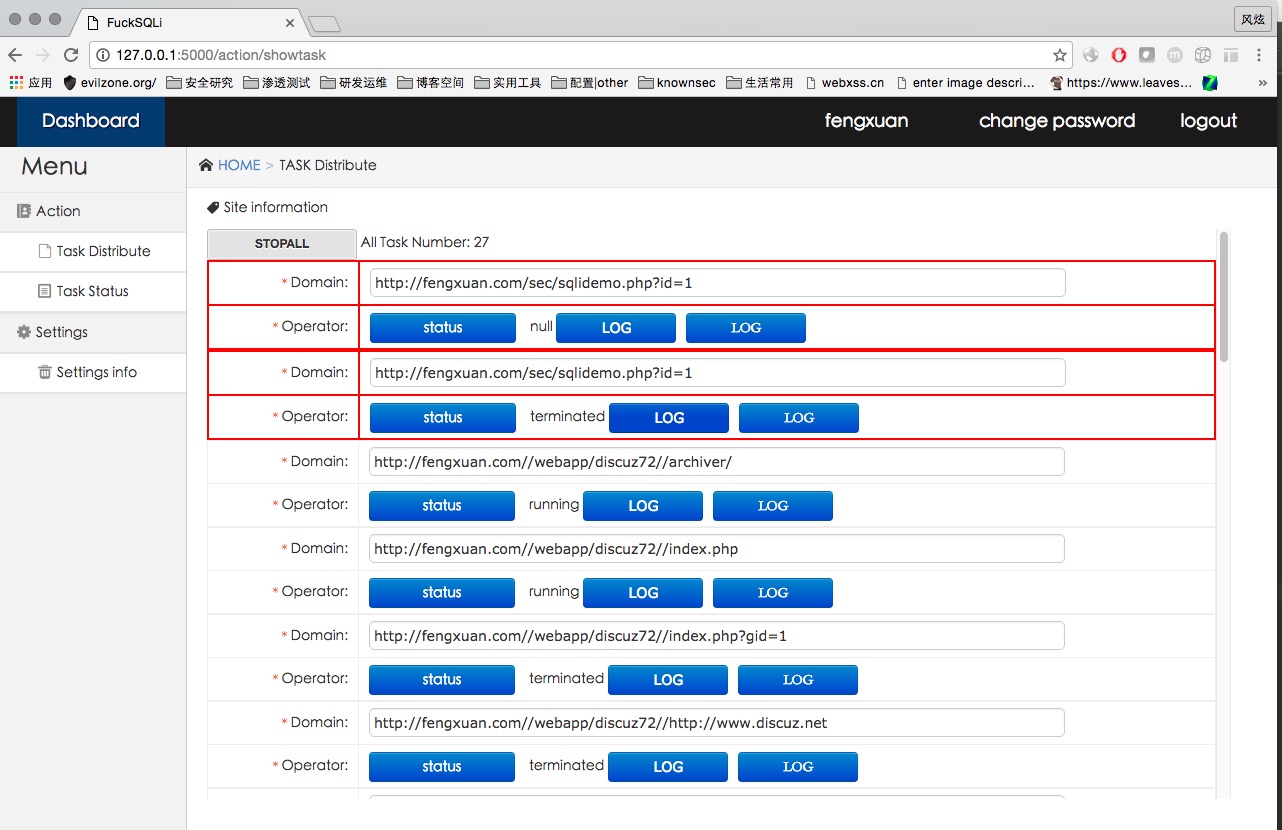 FuckSQLi
风炫
127.0.0.1:5000/action/showtask
应用 evilzone.org/ 安全研究 渗透测试 研发运维 博客空间 实用工具 配置|other knownsec 生活常用 webxss.cn enter image descri... https://www.leaves... »
Dashboard fengxuan change password logout
Menu
HOME > TASK Distribute
Action
Task Distribute
Task Status
Settings
Settings info
Site information
STOPALL All Task Number: 27
* Domain: http://fengxuan.com/sec/sqlidemo.php?id=1
* Operator: status null LOG LOG
* Domain: http://fengxuan.com/sec/sqlidemo.php?id=1
* Operator: status terminated LOG LOG
* Domain: http://fengxuan.com//webapp/discuz72//archiver/
* Operator: status running LOG LOG
* Domain: http://fengxuan.com//webapp/discuz72//index.php
* Operator: status running LOG LOG
* Domain: http://fengxuan.com//webapp/discuz72//index.php?gid=1
* Operator: status terminated LOG LOG
* Domain: http://fengxuan.com//webapp/discuz72//http://www.discuz.net
* Operator: status terminated LOG LOG